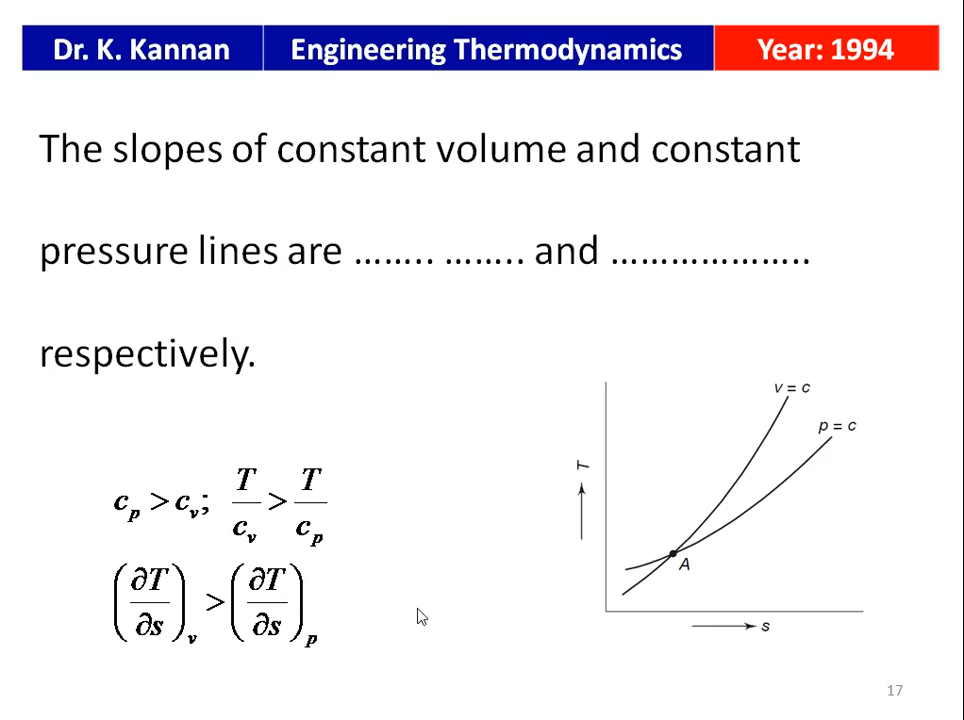 Dr. K. Kannan Engineering Thermodynamics Year: 1994
The slopes of constant volume and constant
pressure lines are …….. …….. and ………………..
respectively.
v = c
p = c
T
A
s
c_p > c_v; T/c_v > T/c_p
(∂T/∂s)_v > (∂T/∂s)_p
17